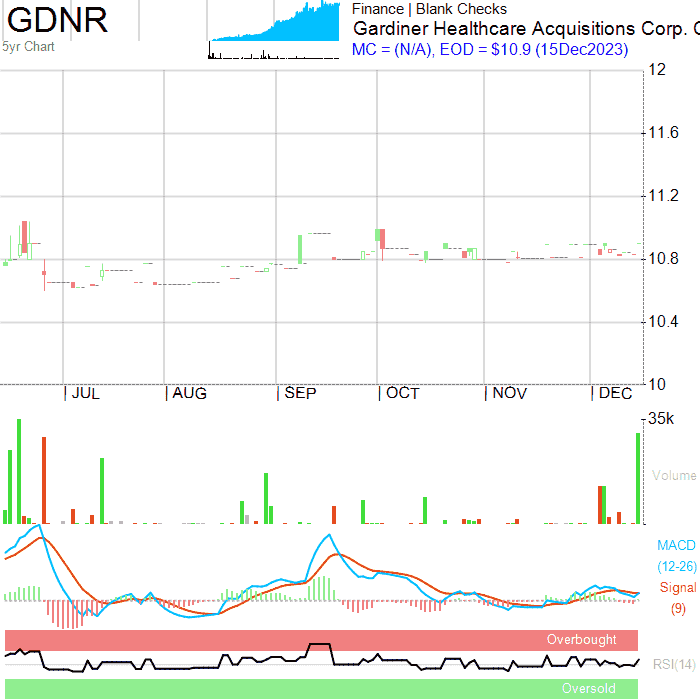 GDNR
5yr Chart
Finance | Blank Checks
Gardiner Healthcare Acquisitions Corp. C
MC = (N/A), EOD = $10.9 (15Dec2023)
12
11.6
11.2
10.8
10.4
10
JUL
AUG
SEP
OCT
NOV
DEC
35k
Volume
MACD
(12-26)
Signal
(9)
Overbought
RSI(14)
Oversold